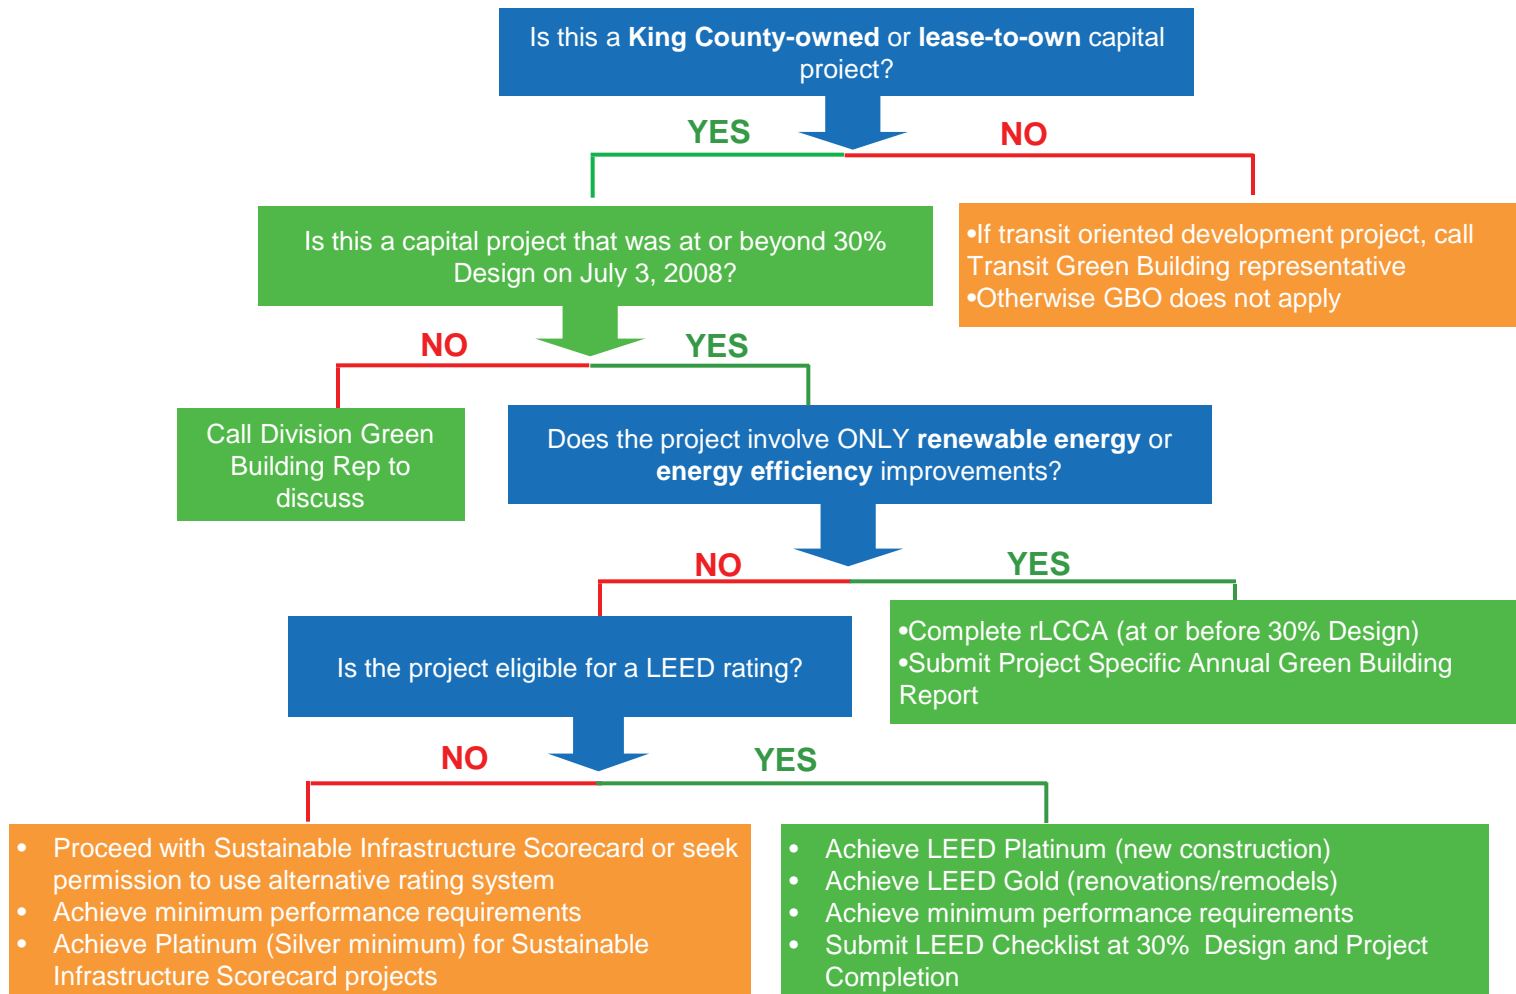 Is this a King County-owned or lease-to-own capital
project?
YES
NO
Is this a capital project that was at or beyond 30%
Design on July 3, 2008?
•If transit oriented development project, call
Transit Green Building representative
•Otherwise GBO does not apply
NO
YES
Call Division Green
Building Rep to
discuss
Does the project involve ONLY renewable energy or
energy efficiency improvements?
NO
YES
Is the project eligible for a LEED rating?
•Complete rLCCA (at or before 30% Design)
•Submit Project Specific Annual Green Building
Report
NO
YES
• Proceed with Sustainable Infrastructure Scorecard or seek
permission to use alternative rating system
• Achieve minimum performance requirements
• Achieve Platinum (Silver minimum) for Sustainable
Infrastructure Scorecard projects
• Achieve LEED Platinum (new construction)
• Achieve LEED Gold (renovations/remodels)
• Achieve minimum performance requirements
• Submit LEED Checklist at 30% Design and Project
Completion